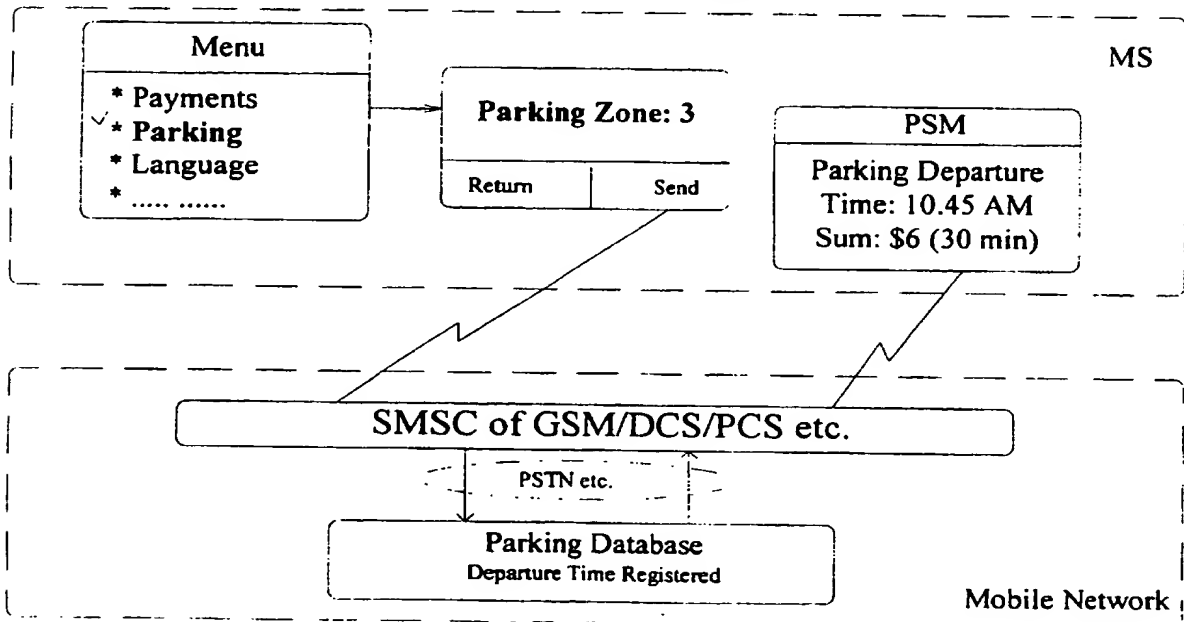 Menu
* Payments
* Parking
* Language
* ..... ......
Parking Zone: 3
Return
Send
MS
PSM
Parking Departure
Time: 10.45 AM
Sum: $6 (30 min)
SMSC of GSM/DCS/PCS etc.
PSTN etc.
Parking Database
Departure Time Registered
Mobile Network